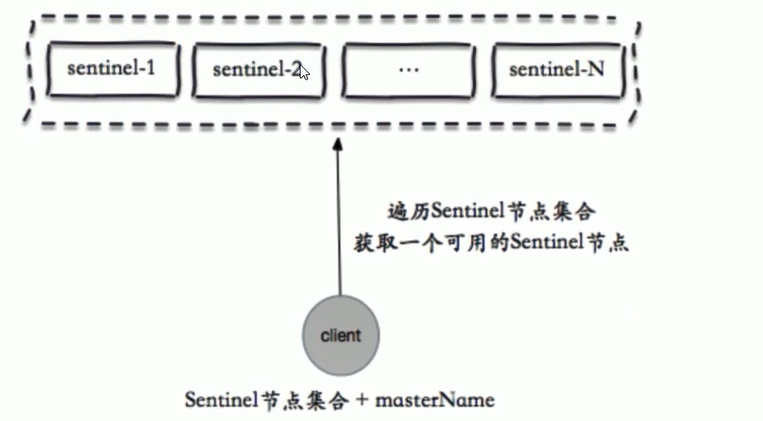 sentinel-1
sentinel-2
...
sentinel-N
遍历Sentinel节点集合
获取一个可用的Sentinel节点
client
Sentinel节点集合 + masterName